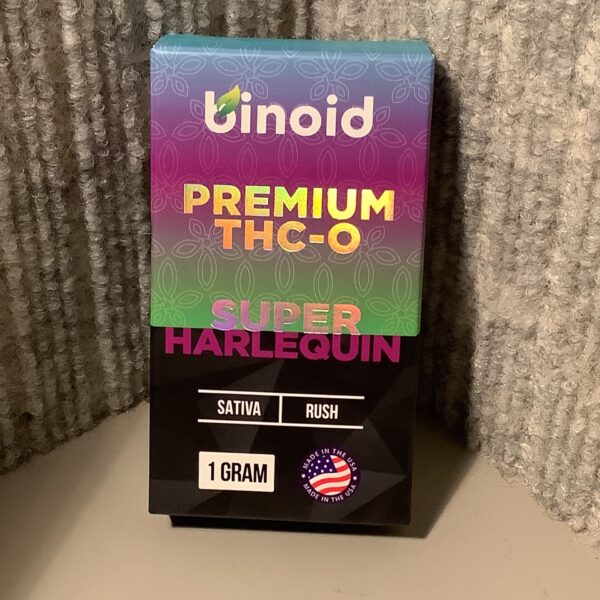 binoid
PREMIUM
THC-O
SUPER
HARLEQUIN
SATIVA RUSH
1 GRAM
MADE IN THE USA
MADE IN THE USA